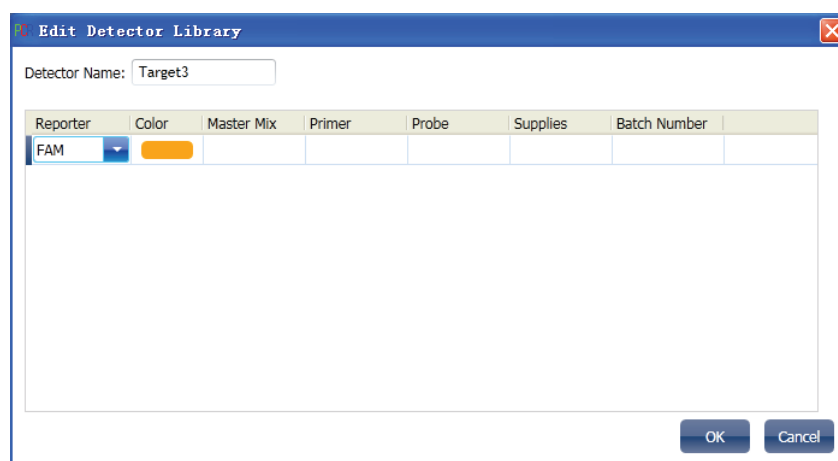 Edit Detector Library
Detector Name: Target3
Reporter Color Master Mix Primer Probe Supplies Batch Number
FAM
OK Cancel